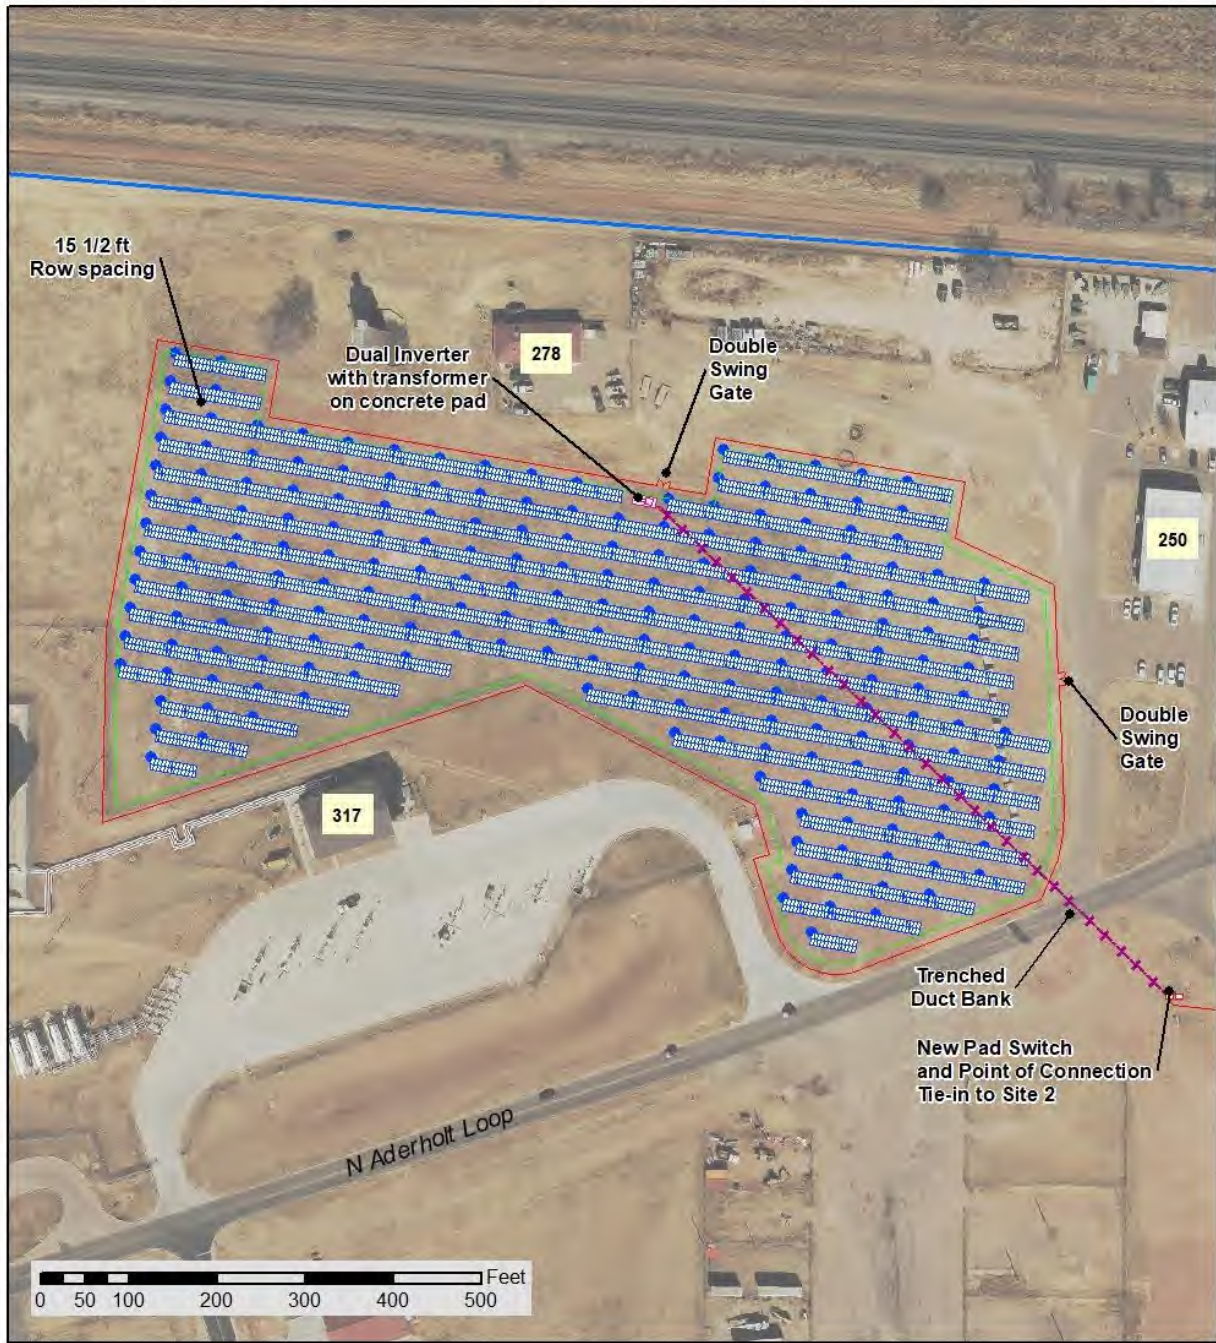 15 1/2 ft
Row spacing
Dual Inverter
with transformer
on concrete pad
278
Double
Swing
Gate
250
Double
Swing
Gate
317
Trenched
Duct Bank
New Pad Switch
and Point of Connection
Tie-in to Site 2
N Aderholt Loop
Feet
0 50 100 200 300 400 500